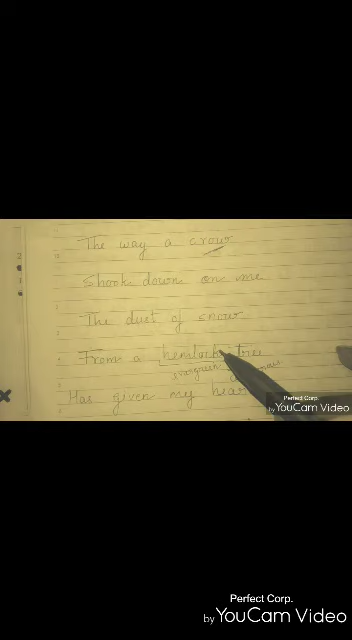 The way a crow
Shook down on me
The dust of snow
From a hemlock tree
evergreen
Has given my hear
Perfect Corp.
by YouCam Video
Perfect Corp.
by YouCam Video